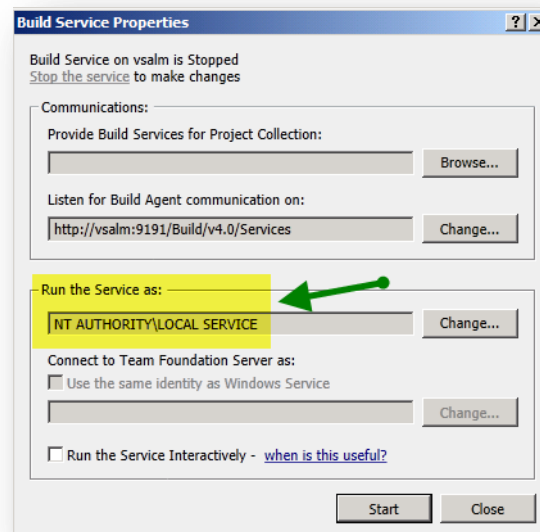 Build Service Properties
Build Service on vsalm is Stopped
Stop the service to make changes
Communications:
Provide Build Services for Project Collection:
Browse...
Listen for Build Agent communication on:
http://vsalm:9191/Build/v4.0/Services
Change...
Run the Service as:
NT AUTHORITY\LOCAL SERVICE
Change...
Connect to Team Foundation Server as:
Use the same identity as Windows Service
Change...
Run the Service Interactively - when is this useful?
Start
Close